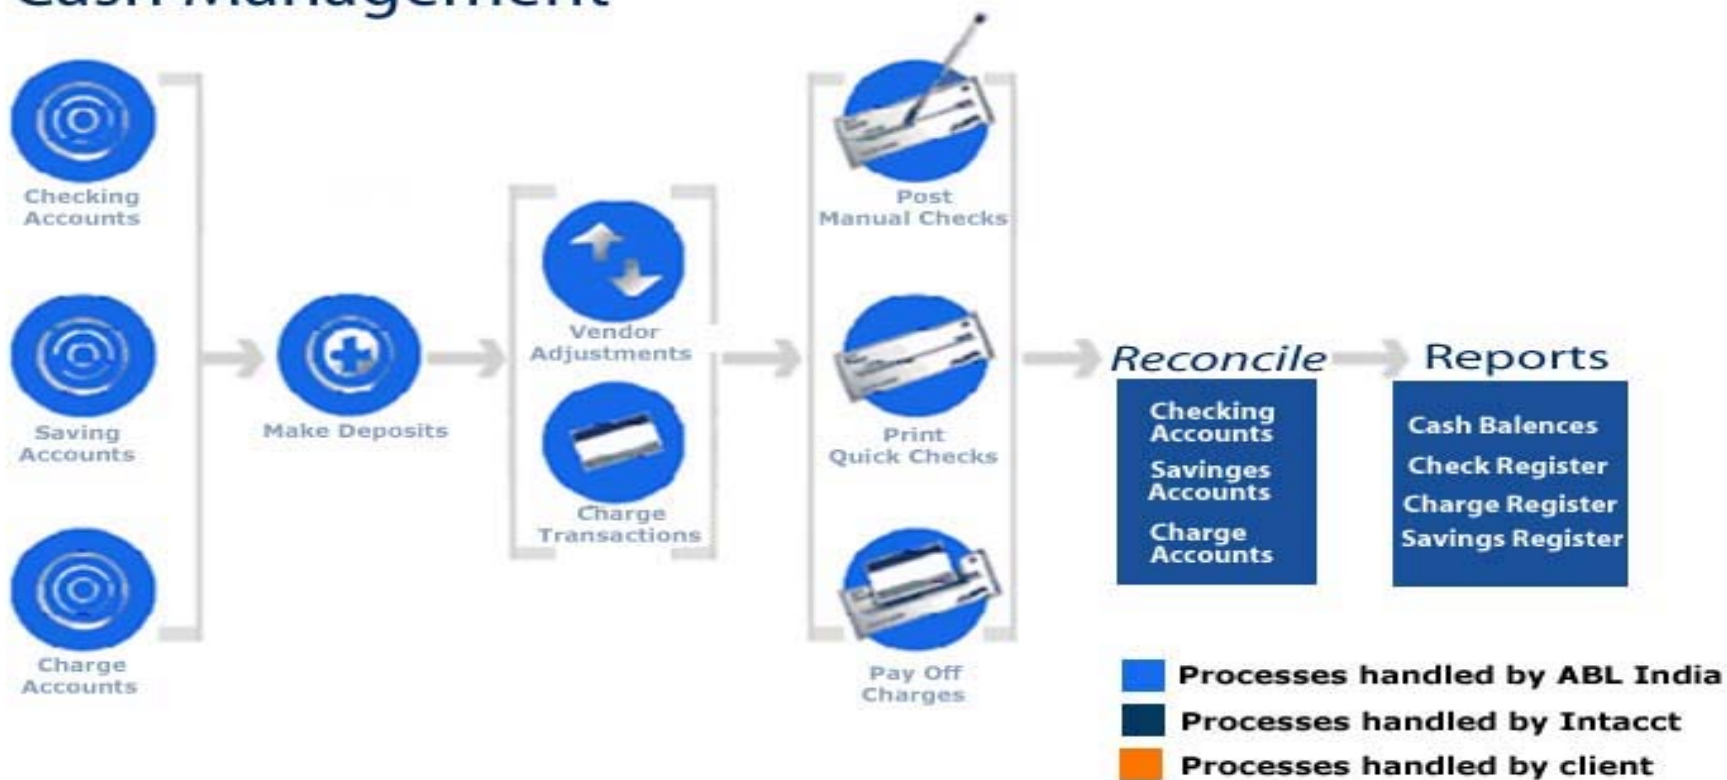 Cash Management
Checking
Accounts
Saving
Accounts
Charge
Accounts
Make Deposits
Vendor
Adjustments
Charge
Transactions
Post
Manual Checks
Print
Quick Checks
Pay Off
Charges
Reconcile
Checking
Accounts
Savinges
Accounts
Charge
Accounts
Reports
Cash Balences
Check Register
Charge Register
Savings Register
Processes handled by ABL India
Processes handled by Intacct
Processes handled by client